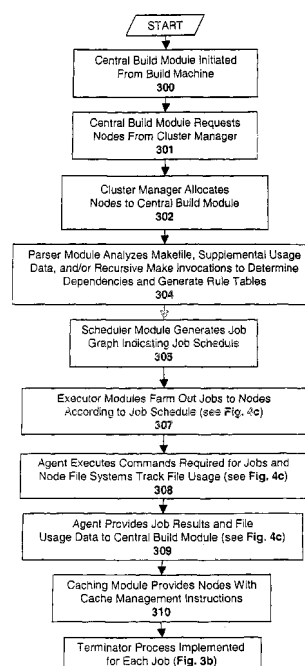 START
Central Build Module Initiated
From Build Machine
300
Central Build Module Requests
Nodes From Cluster Manager
301
Cluster Manager Allocates
Nodes to Central Build Module
302
Parser Module Analyzes Makefile, Supplemental Usage
Data, and/or Recursive Make Invocations to Determine
Dependencies and Generate Rule Tables
304
Scheduler Module Generates Job
Graph Indicating Job Schedule
305
Executor Modules Farm Out Jobs to Nodes
According to Job Schedule (see Fig. 4c)
307
Agent Executes Commands Required for Jobs and
Node File Systems Track File Usage (see Fig. 4c)
308
Agent Provides Job Results and File
Usage Data to Central Build Module (see Fig. 4c)
309
Caching Module Provides Nodes With
Cache Management Instructions
310
Terminator Process Implemented
for Each Job (Fig. 3b)